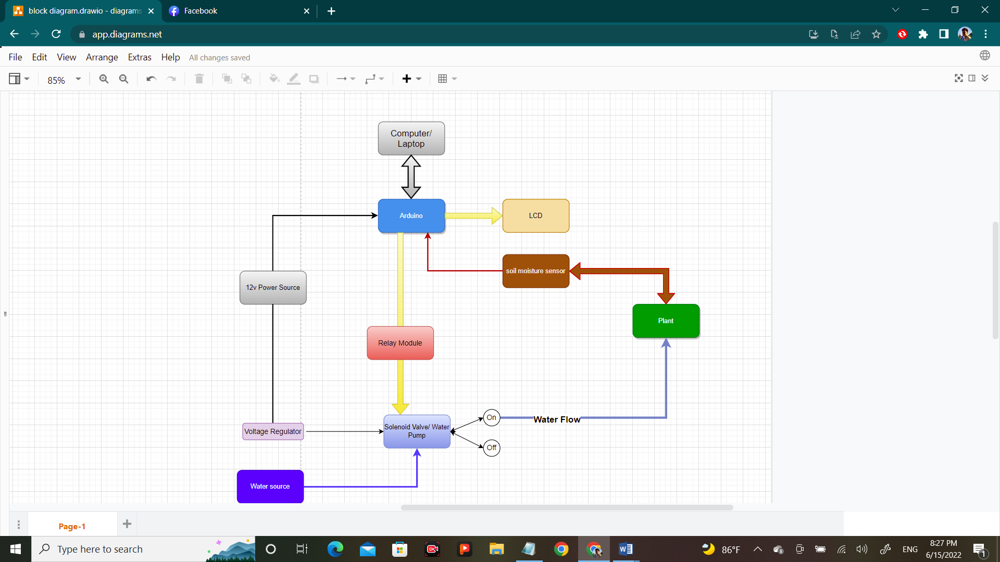 block diagram.drawio - diagrams
Facebook
app.diagrams.net
File
Edit
View
Arrange
Extras
Help
All changes saved
85%
Computer/
Laptop
Arduino
LCD
soil moisture sensor
12v Power Source
Plant
Relay Module
On
Water Flow
Solenoid Valve/ Water
Pump
Voltage Regulator
Off
Water source
Page-1
Type here to search
86°F
ENG
8:27 PM
6/15/2022
1